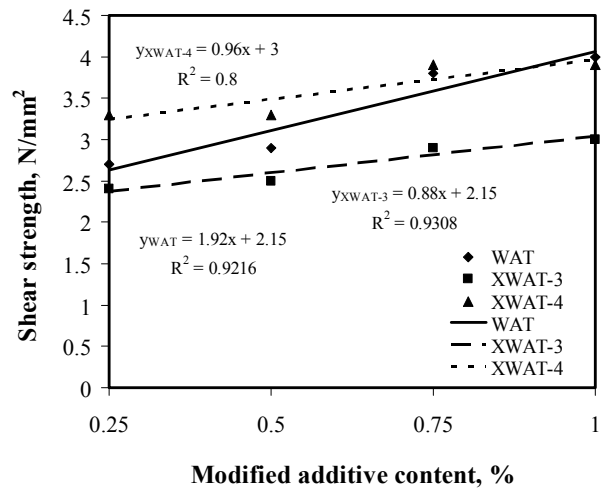 4.5
4
3.5
3
2.5
2
1.5
1
0.5
0
Shear strength, N/mm²
yXWAT-4 = 0.96x + 3
R² = 0.8
yXWAT-3 = 0.88x + 2.15
R² = 0.9308
yWAT = 1.92x + 2.15
R² = 0.9216
WAT
XWAT-3
XWAT-4
WAT
XWAT-3
XWAT-4
0.25 0.5 0.75 1
Modified additive content, %